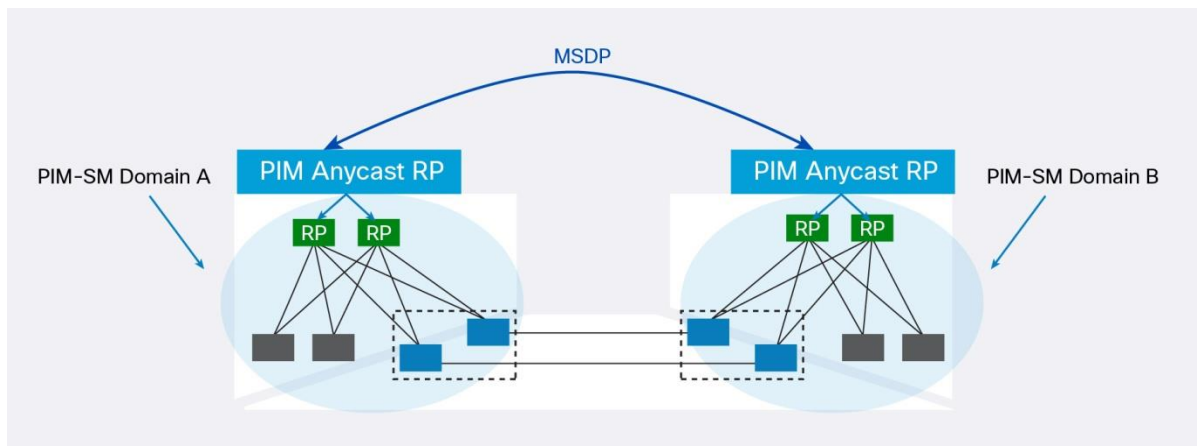 MSDP
PIM Anycast RP
PIM Anycast RP
PIM-SM Domain A
PIM-SM Domain B
RP
RP
RP
RP